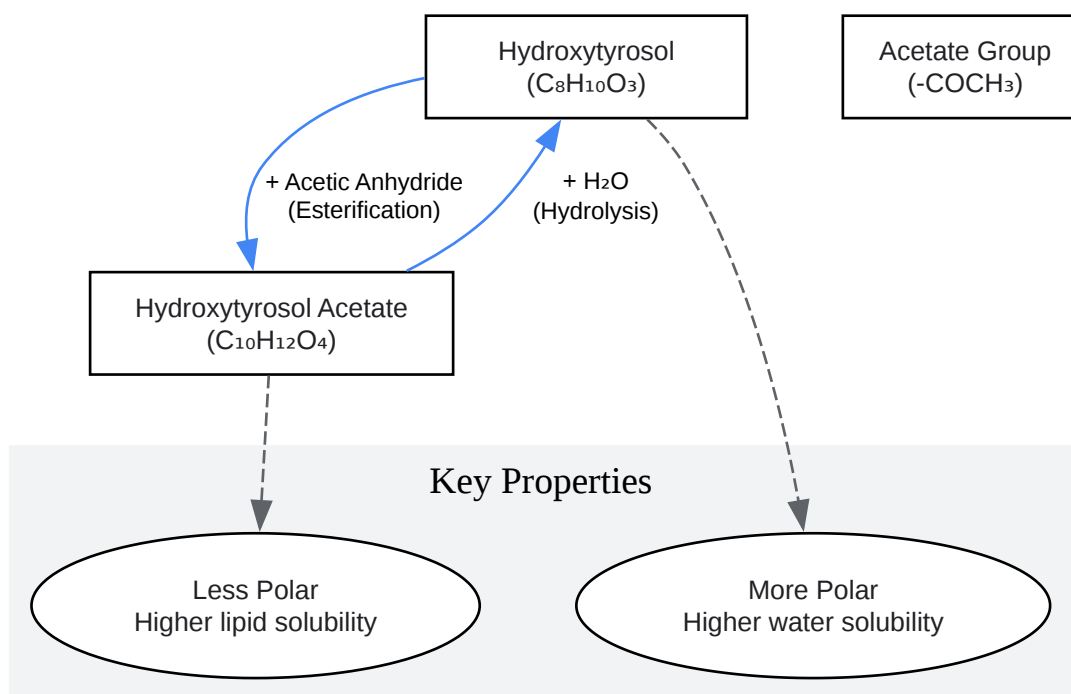 Hydroxytyrosol
(C₈H₁₀O₃)
Acetate Group
(-COCH₃)
+ Acetic Anhydride
(Esterification)
+ H₂O
(Hydrolysis)
Hydroxytyrosol Acetate
(C₁₀H₁₂O₄)
Key Properties
Less Polar
Higher lipid solubility
More Polar
Higher water solubility